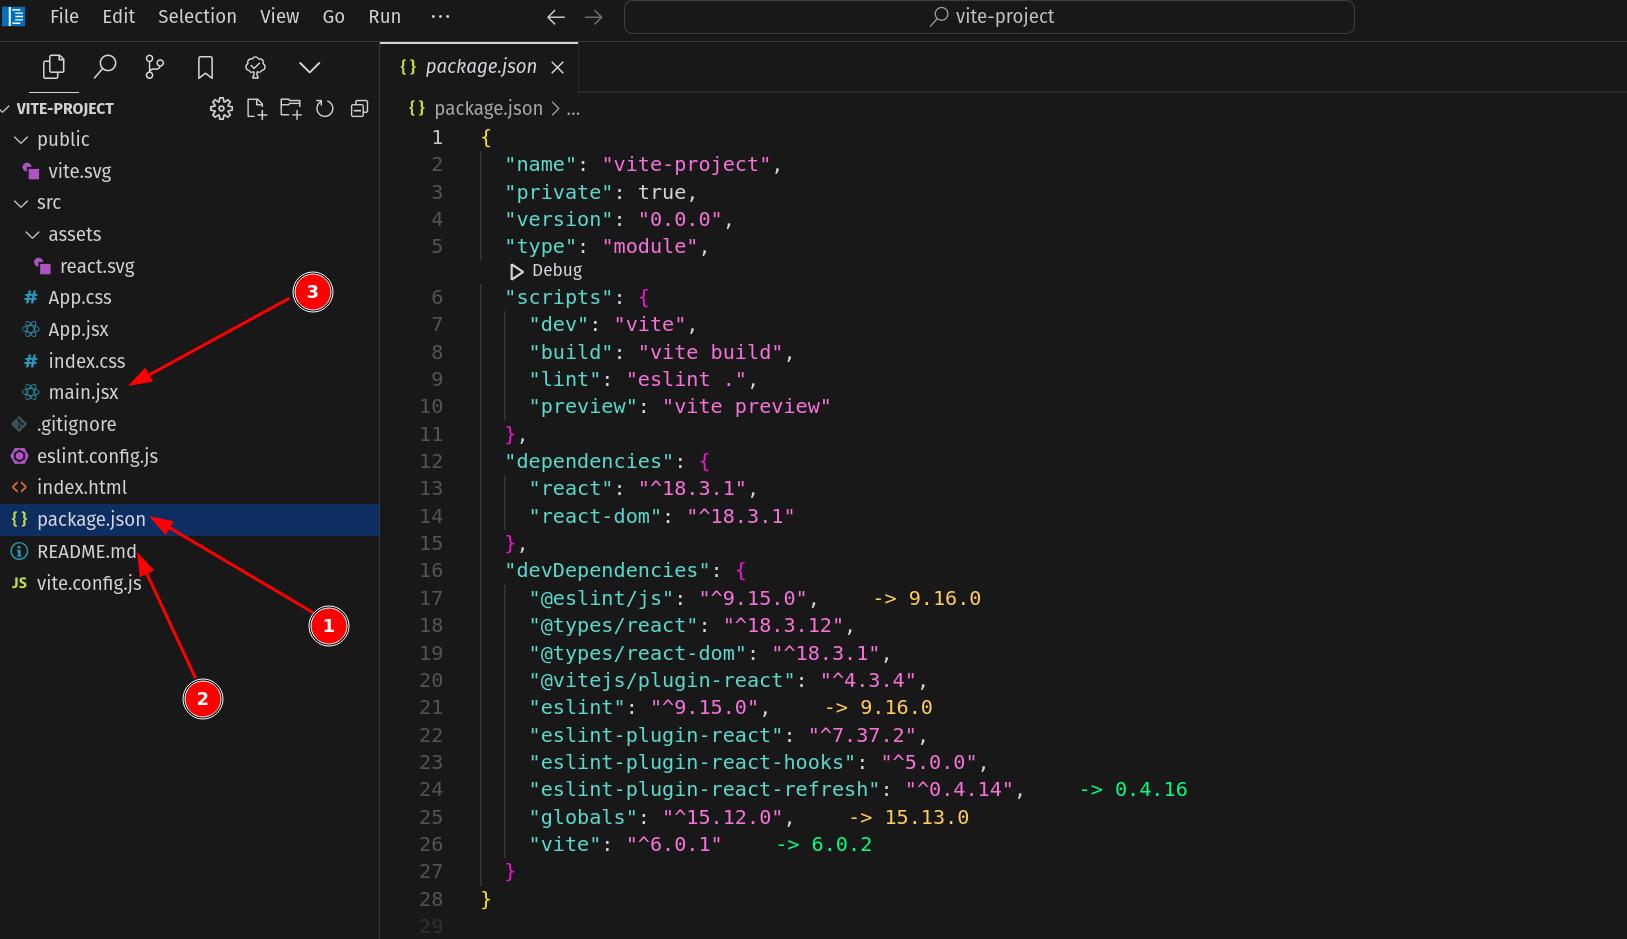 File Edit Selection View Go Run ···
vite-project
VITE-PROJECT
public
vite.svg
src
assets
react.svg
App.css
App.jsx
index.css
main.jsx
.gitignore
eslint.config.js
index.html
package.json
README.md
JS vite.config.js
3
1
2
{} package.json
{} package.json > ...
1 {
2 "name": "vite-project",
3 "private": true,
4 "version": "0.0.0",
5 "type": "module",
Debug
6 "scripts": {
7 "dev": "vite",
8 "build": "vite build",
9 "lint": "eslint .",
10 "preview": "vite preview"
11 },
12 "dependencies": {
13 "react": "^18.3.1",
14 "react-dom": "^18.3.1"
15 },
16 "devDependencies": {
17 "@eslint/js": "^9.15.0", -> 9.16.0
18 "@types/react": "^18.3.12",
19 "@types/react-dom": "^18.3.1",
20 "@vitejs/plugin-react": "^4.3.4",
21 "eslint": "^9.15.0", -> 9.16.0
22 "eslint-plugin-react": "^7.37.2",
23 "eslint-plugin-react-hooks": "^5.0.0",
24 "eslint-plugin-react-refresh": "^0.4.14", -> 0.4.16
25 "globals": "^15.12.0", -> 15.13.0
26 "vite": "^6.0.1" -> 6.0.2
27 }
28 }
29